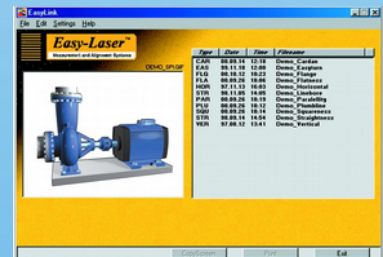 EasyLink
File Edit Settings Help
Easy-Laser™
Measurement and Alignment Systems
DEMO_SPI.GIF
Type Date Time Filename
CAR 00.09.14 12:18 Demo_Cardan
EAS 99.11.18 12:00 Demo_Easyturn
FLG 00.10.12 10:23 Demo_Flange
FLA 00.09.26 10:06 Demo_Flatness
HOR 97.11.13 16:03 Demo_Horizontal
STR 98.11.05 14:05 Demo_Linebore
PAR 00.09.26 10:19 Demo_Paralelling
PLU 00.09.26 10:12 Demo_Plumbline
SQU 00.09.26 10:14 Demo_Squareness
STR 00.09.14 14:54 Demo_Straightness
VER 97.08.12 13:41 Demo_Vertical
CopyScreen Print Exit